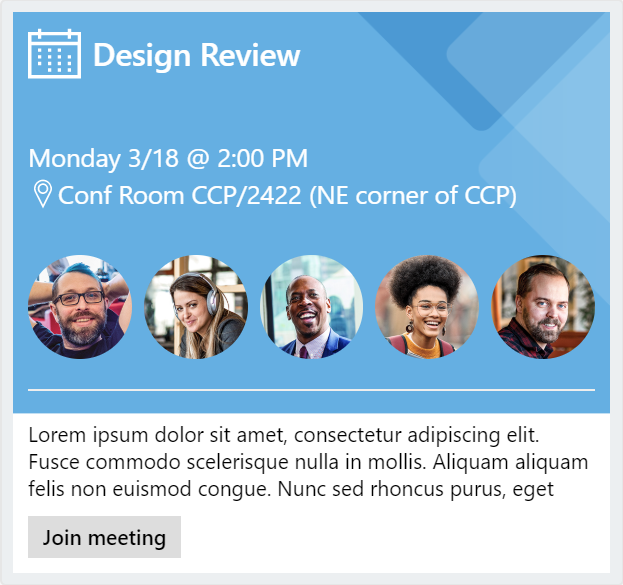 Design Review
Monday 3/18 @ 2:00 PM
Conf Room CCP/2422 (NE corner of CCP)
Lorem ipsum dolor sit amet, consectetur adipiscing elit.
Fusce commodo scelerisque nulla in mollis. Aliquam aliquam
felis non euismod congue. Nunc sed rhoncus purus, eget
Join meeting